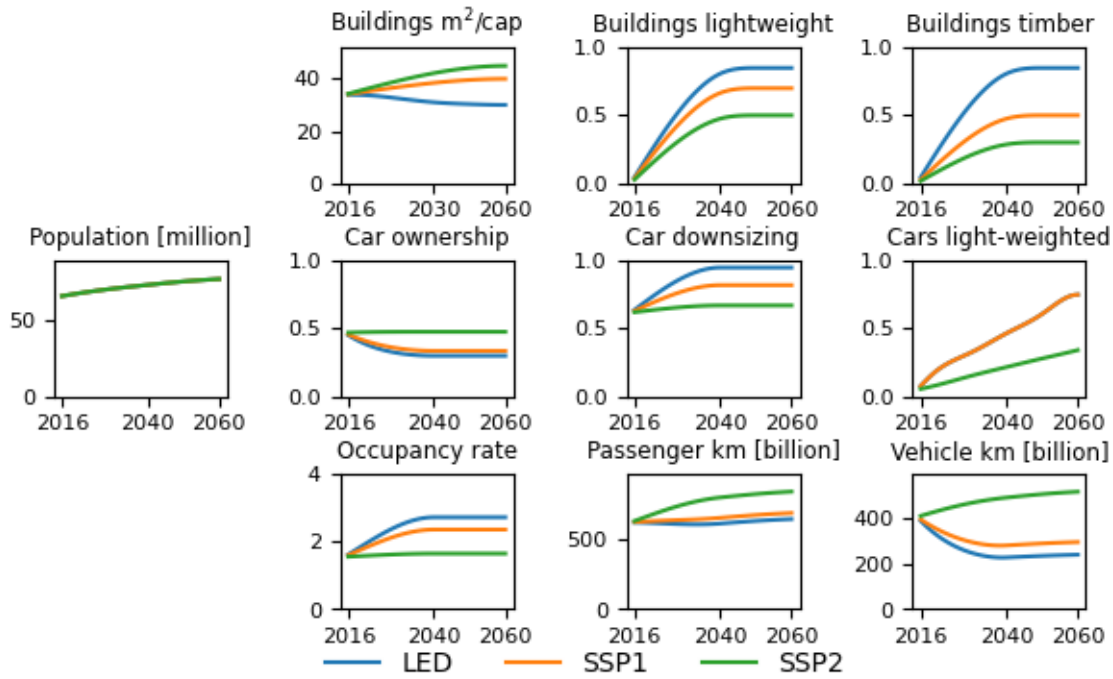 Buildings m²/cap
Buildings lightweight
Buildings timber
40
20
0
2016 2030 2060
1.0
0.5
0.0
2016 2040 2060
1.0
0.5
0.0
2016 2040 2060
Population [million]
Car ownership
Car downsizing
Cars light-weighted
50
0
2016 2040 2060
1.0
0.5
0.0
2016 2040 2060
1.0
0.5
0.0
2016 2040 2060
1.0
0.5
0.0
2016 2040 2060
Occupancy rate
Passenger km [billion]
Vehicle km [billion]
4
2
0
2016 2040 2060
500
0
2016 2040 2060
400
200
0
2016 2040 2060
LED SSP1 SSP2